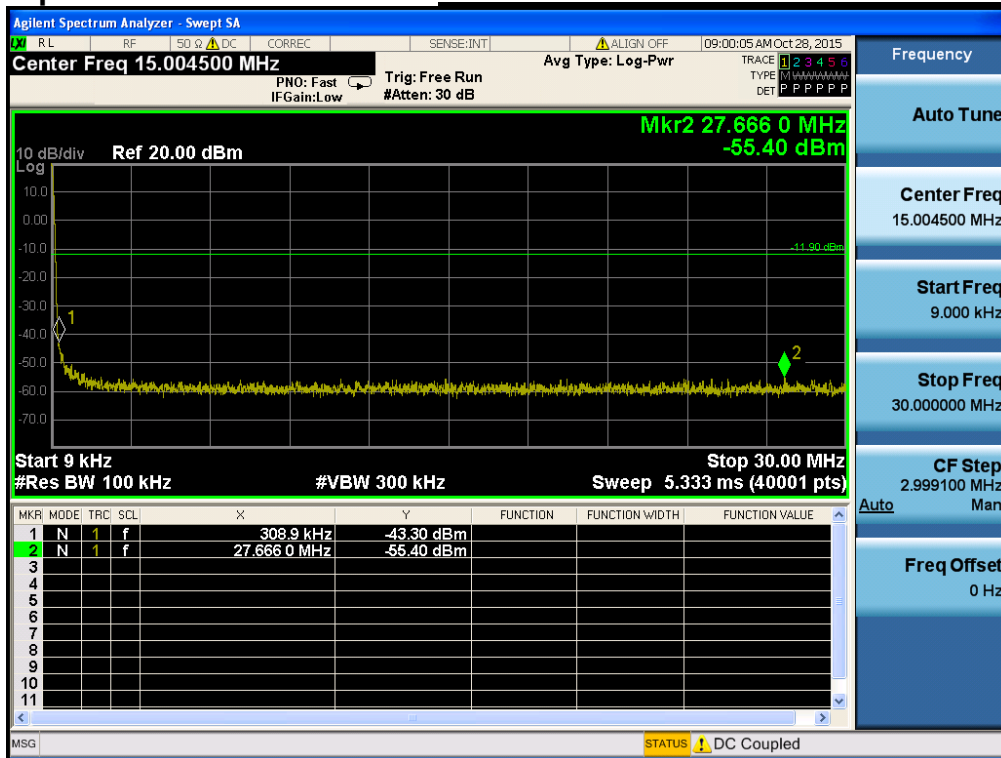 Agilent Spectrum Analyzer - Swept SA
LXI RL RF 50 Ω DC CORREC SENSE:INT ALIGN OFF 09:00:05 AM Oct 28, 2015
Center Freq 15.004500 MHz
PNO: Fast
IFGain:Low
Trig: Free Run
#Atten: 30 dB
Avg Type: Log-Pwr
TRACE 1 2 3 4 5 6
TYPE M WWWWW
DET P P P P P P
Mkr2 27.666 0 MHz
-55.40 dBm
10 dB/div Ref 20.00 dBm
Log
10.0
0.00
-10.0
-11.90 dBm
-20.0
-30.0
1
-40.0
2
-50.0
-60.0
-70.0
Start 9 kHz Stop 30.00 MHz
#Res BW 100 kHz #VBW 300 kHz Sweep 5.333 ms (40001 pts)
MKR MODE TRC SCL X Y FUNCTION FUNCTION WIDTH FUNCTION VALUE
1 N 1 f 308.9 kHz -43.30 dBm
2 N 1 f 27.666 0 MHz -55.40 dBm
3
4
5
6
7
8
9
10
11
MSG STATUS DC Coupled
Frequency
Auto Tune
Center Freq
15.004500 MHz
Start Freq
9.000 kHz
Stop Freq
30.000000 MHz
CF Step
2.999100 MHz
Auto Man
Freq Offset
0 Hz